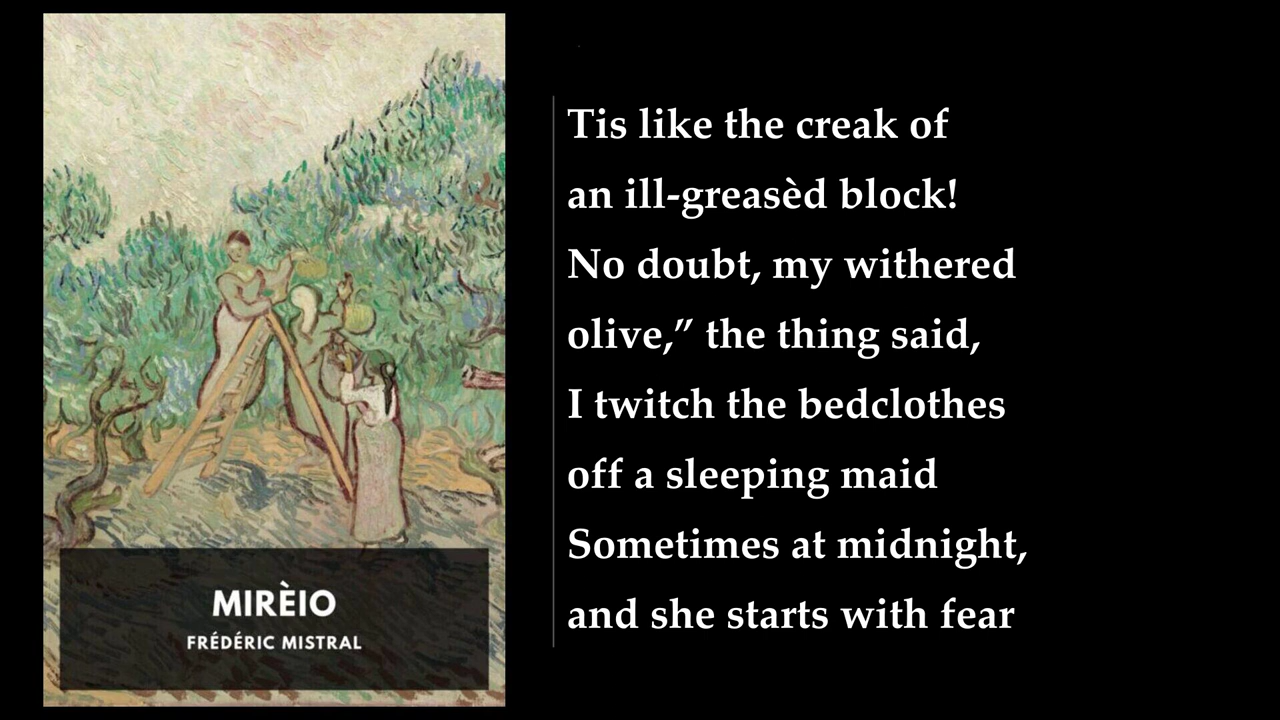 MIRÈIO
FRÉDÉRIC MISTRAL
Tis like the creak of
an ill-greasèd block!
No doubt, my withered
olive,” the thing said,
I twitch the bedclothes
off a sleeping maid
Sometimes at midnight,
and she starts with fear